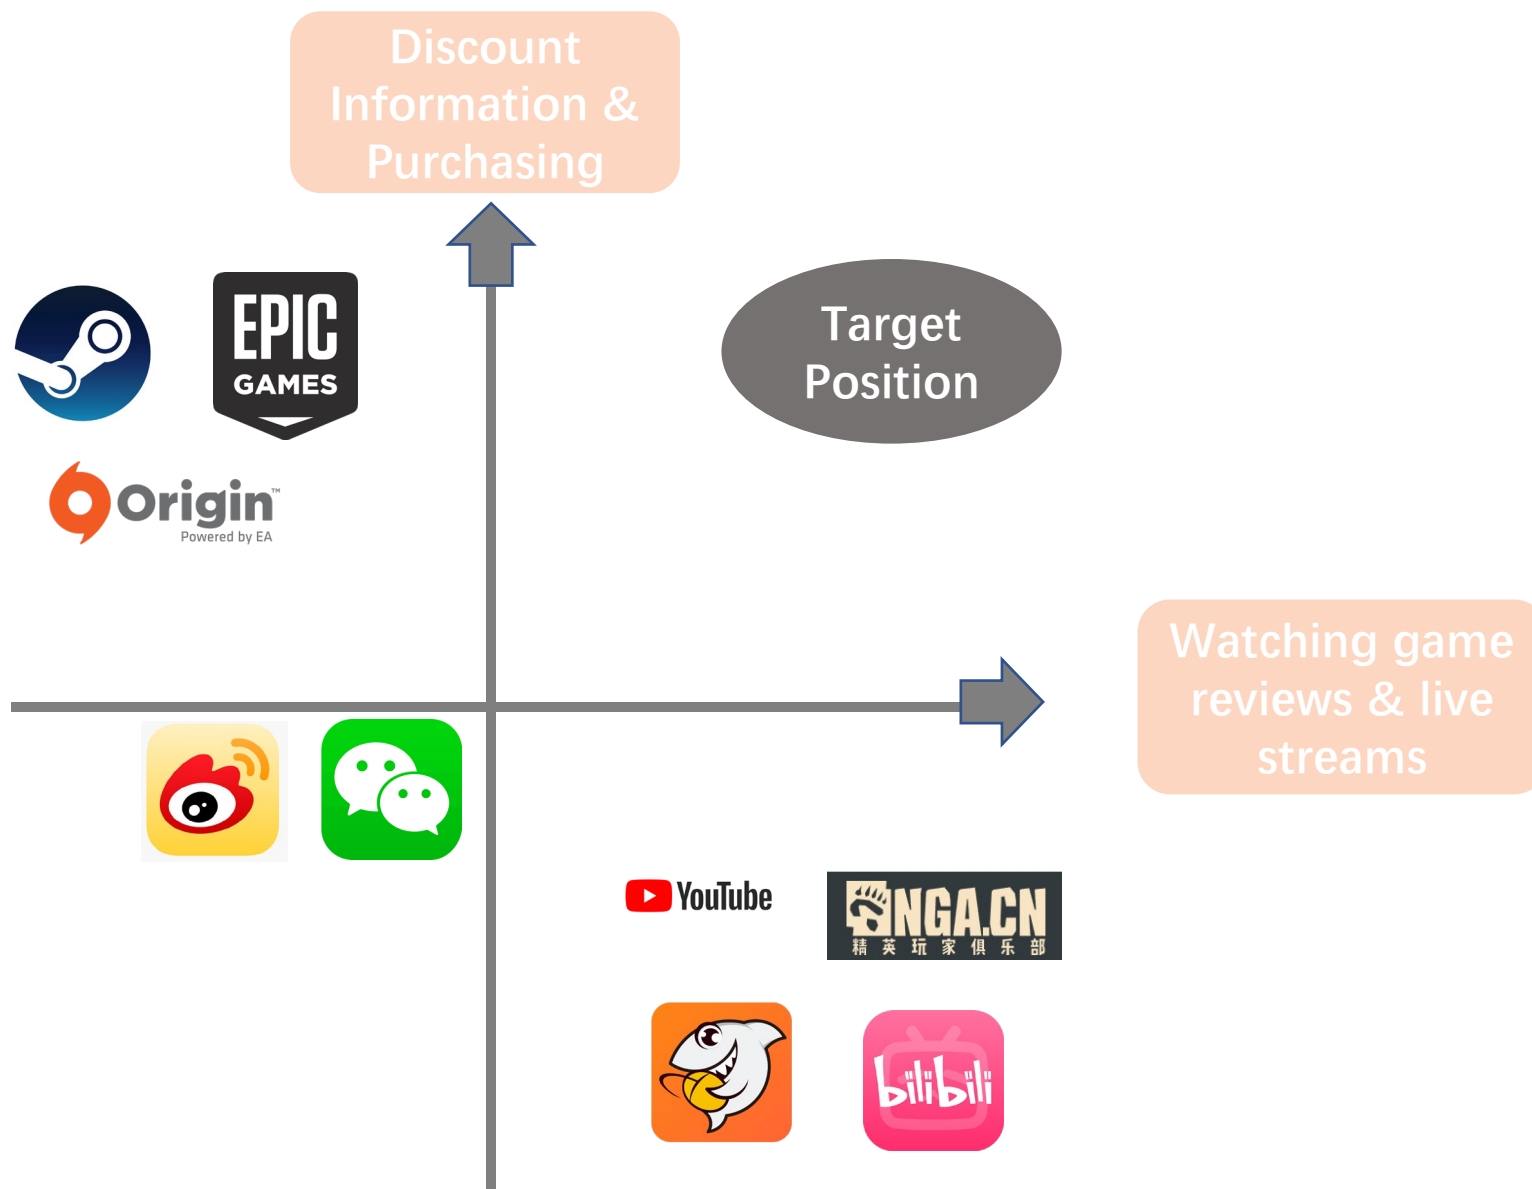 Discount
Information &
Purchasing
EPIC
GAMES
Target
Position
Origin™
Powered by EA
Watching game
reviews & live
streams
YouTube
NGA.CN
精英玩家俱乐部
bilibili